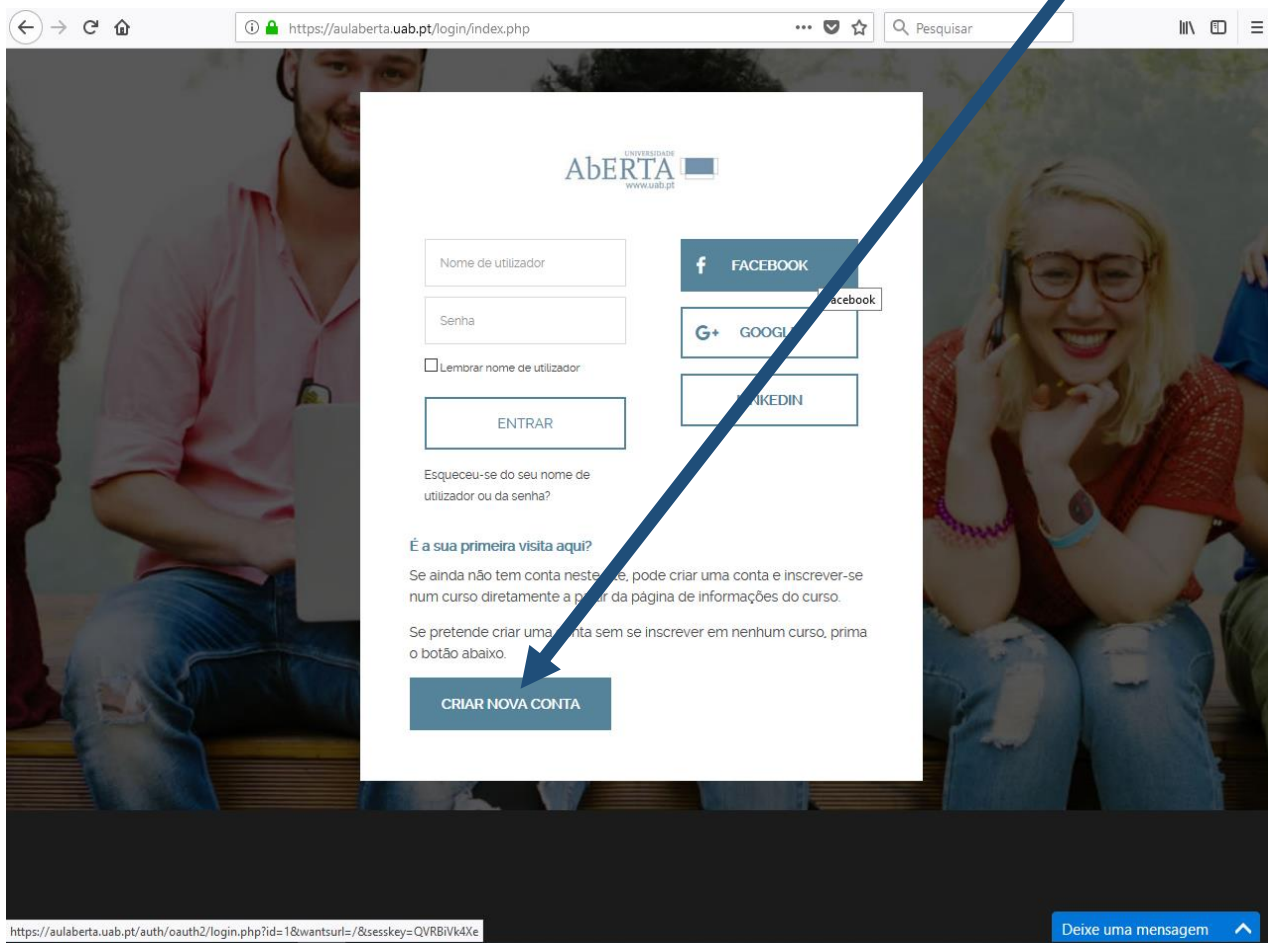 https://aulaberta.uab.pt/login/index.php
Pesquisar
UNIVERSIDADE
AbERTA
www.uab.pt
Nome de utilizador
Senha
Lembrar nome de utilizador
ENTRAR
Esqueceu-se do seu nome de
utilizador ou da senha?
f FACEBOOK
G+
É a sua primeira visita aqui?
Se ainda não tem conta neste pode criar uma conta e inscrever-se
num curso diretamente a da página de informações do curso.
Se pretende criar uma sem se inscrever em nenhum curso, prima
o botão abaixo.
CRIAR NOVA CONTA
https://aulaberta.uab.pt/auth/oauth2/login.php?id=1&wantsurl=/&sesskey=QVRBiVk4Xe
Deixe uma mensagem